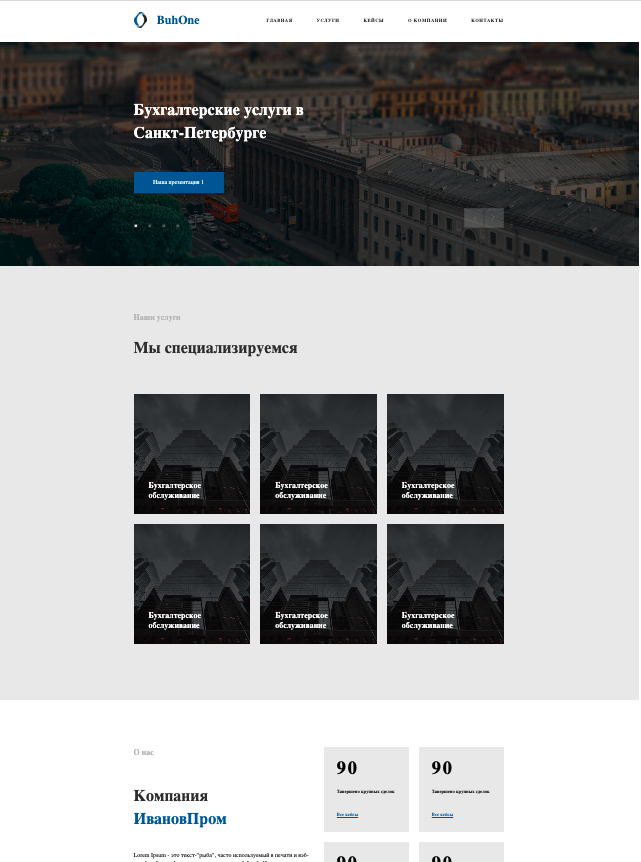 BuhOne
ГЛАВНАЯ УСЛУГИ КЕЙСЫ О КОМПАНИИ КОНТАКТЫ
Бухгалтерские услуги в
Санкт-Петербурге
Наша презентация 1
Наши услуги
Мы специализируемся
Бухгалтерское
обслуживание
Бухгалтерское
обслуживание
Бухгалтерское
обслуживание
Бухгалтерское
обслуживание
Бухгалтерское
обслуживание
Бухгалтерское
обслуживание
О нас
Компания
ИвановПром
Lorem Ipsum - это текст-"рыба", часто используемый в печати и вэб-
90
Завершено крупных сделок
Все кейсы
90
Завершено крупных сделок
Все кейсы
90
90